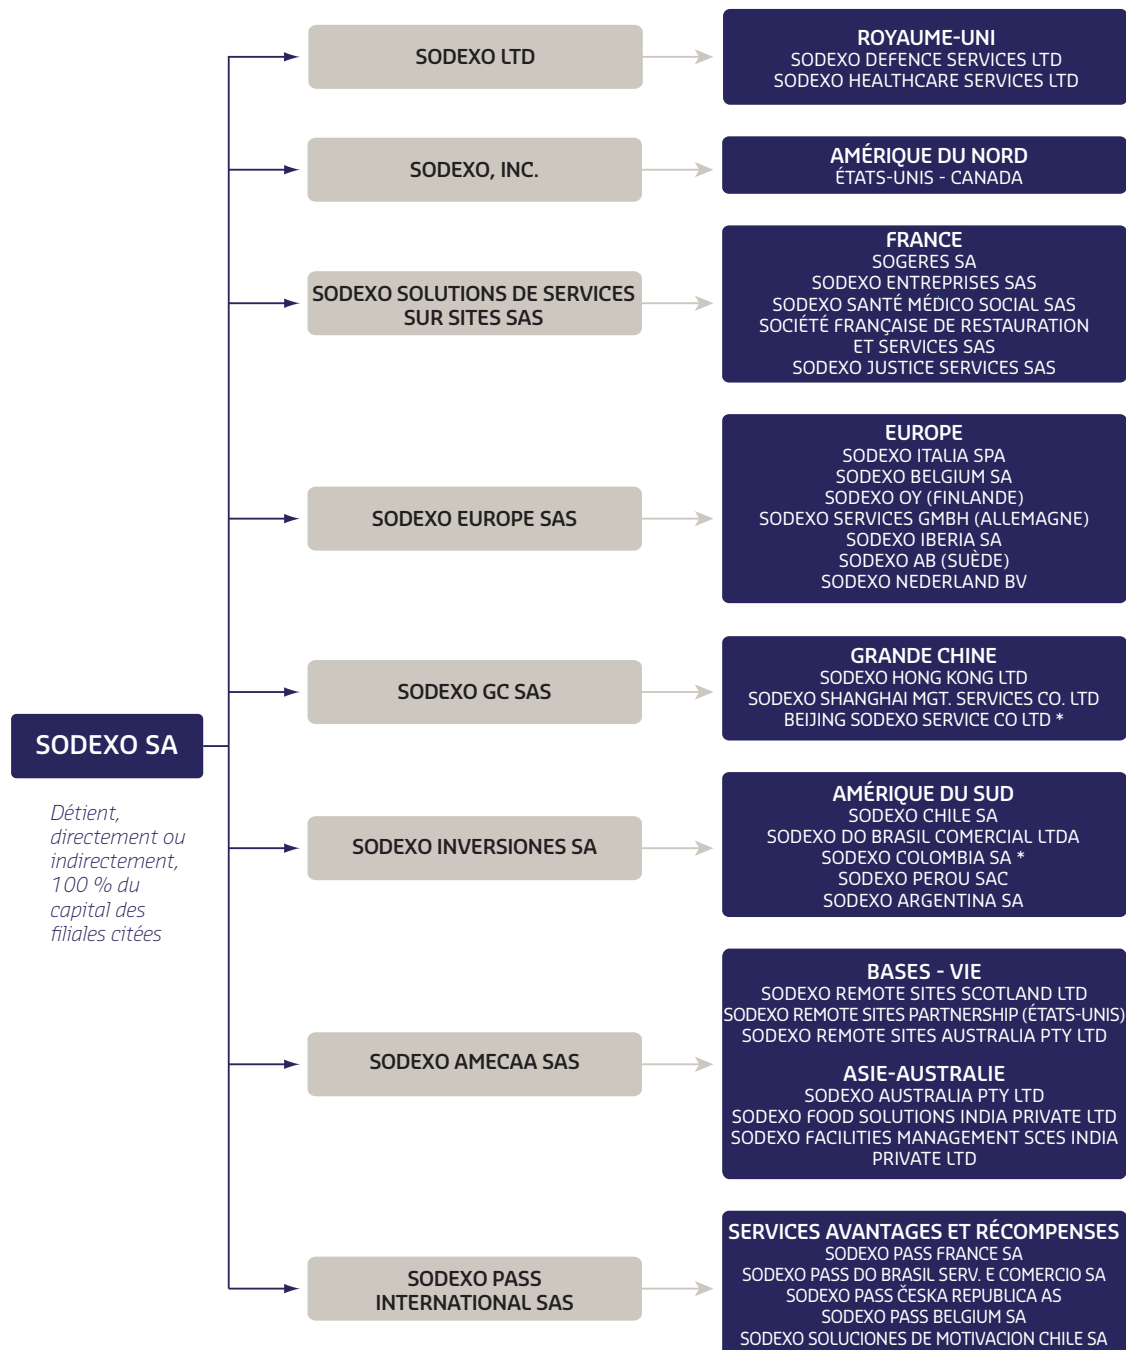 SODEXO LTD
ROYAUME-UNI
SODEXO DEFENCE SERVICES LTD
SODEXO HEALTHCARE SERVICES LTD
SODEXO, INC.
AMÉRIQUE DU NORD
ÉTATS-UNIS - CANADA
SODEXO SOLUTIONS DE SERVICES
SUR SITES SAS
FRANCE
SOGERES SA
SODEXO ENTREPRISES SAS
SODEXO SANTÉ MÉDICO SOCIAL SAS
SOCIÉTÉ FRANÇAISE DE RESTAURATION
ET SERVICES SAS
SODEXO JUSTICE SERVICES SAS
SODEXO EUROPE SAS
EUROPE
SODEXO ITALIA SPA
SODEXO BELGIUM SA
SODEXO OY (FINLANDE)
SODEXO SERVICES GMBH (ALLEMAGNE)
SODEXO IBERIA SA
SODEXO AB (SUÈDE)
SODEXO NEDERLAND BV
SODEXO GC SAS
GRANDE CHINE
SODEXO HONG KONG LTD
SODEXO SHANGHAI MGT. SERVICES CO. LTD
BEIJING SODEXO SERVICE CO LTD *
SODEXO SA
Détient,
directement ou
indirectement,
100 % du
capital des
filiales citées
SODEXO INVERSIONES SA
AMÉRIQUE DU SUD
SODEXO CHILE SA
SODEXO DO BRASIL COMERCIAL LTDA
SODEXO COLOMBIA SA *
SODEXO PEROU SAC
SODEXO ARGENTINA SA
SODEXO AMECAA SAS
BASES - VIE
SODEXO REMOTE SITES SCOTLAND LTD
SODEXO REMOTE SITES PARTNERSHIP (ÉTATS-UNIS)
SODEXO REMOTE SITES AUSTRALIA PTY LTD
ASIE-AUSTRALIE
SODEXO AUSTRALIA PTY LTD
SODEXO FOOD SOLUTIONS INDIA PRIVATE LTD
SODEXO FACILITIES MANAGEMENT SCES INDIA
PRIVATE LTD
SODEXO PASS
INTERNATIONAL SAS
SERVICES AVANTAGES ET RÉCOMPENSES
SODEXO PASS FRANCE SA
SODEXO PASS DO BRASIL SERV. E COMERCIO SA
SODEXO PASS ČESKA REPUBLICA AS
SODEXO PASS BELGIUM SA
SODEXO SOLUCIONES DE MOTIVACION CHILE SA